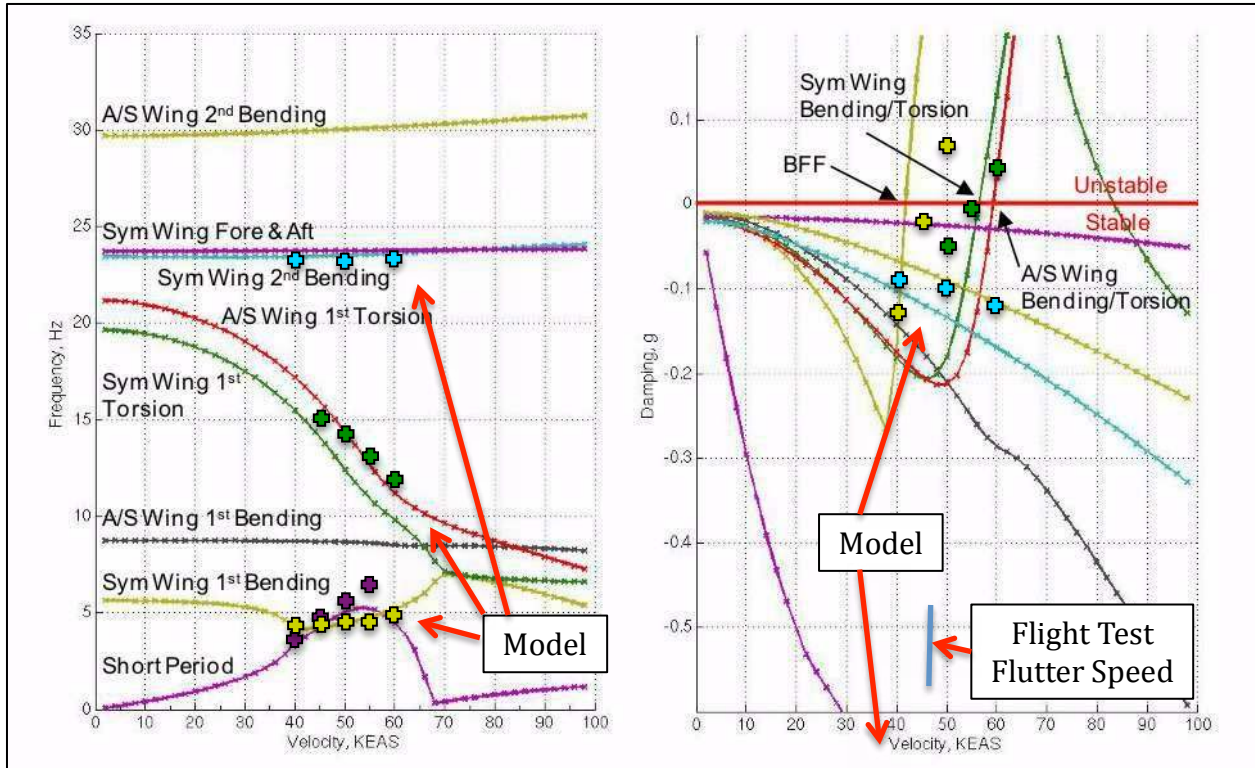 35
30
25
20
15
10
5
0
Frequency, Hz
A/S Wing 2nd Bending
Sym Wing Fore & Aft
Sym Wing 2nd Bending
A/S Wing 1st Torsion
Sym Wing 1st
Torsion
A/S Wing 1st Bending
Sym Wing 1st Bending
Short Period
Model
0 10 20 30 40 50 60 70 80 90 100
Velocity, KEAS
0.1
0
-0.1
-0.2
-0.3
-0.4
-0.5
Damping, g
Sym Wing
Bending/Torsion
BFF
Unstable
Stable
A/S Wing
Bending/Torsion
Model
Flight Test
Flutter Speed
0 10 20 30 40 50 60 70 80 90 100
Velocity, KEAS